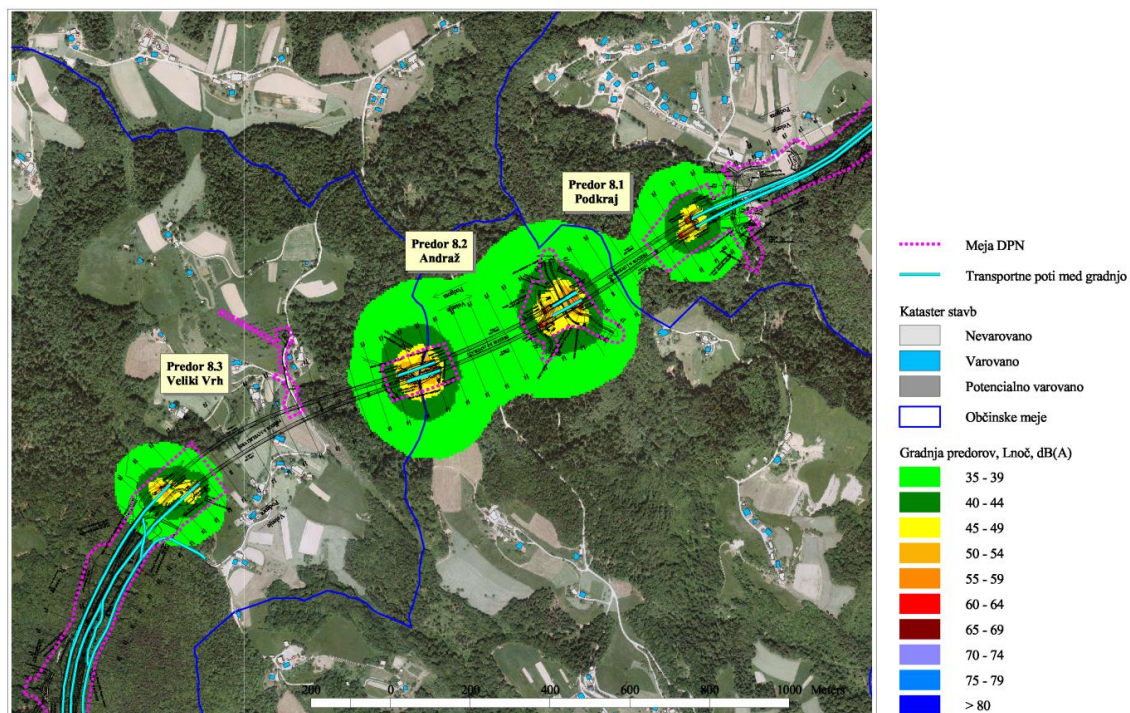 Predor 8.1
Podkraj
Predor 8.2
Andraž
Predor 8.3
Veliki Vrh
200
0
200
400
600
800
1000
Meters
Meja DPN
Transportne poti med gradnjo
Kataster stavb
Nevarovano
Varovano
Potencialno varovano
Občinske meje
Gradnja predorov, Lnoč, dB(A)
35 - 39
40 - 44
45 - 49
50 - 54
55 - 59
60 - 64
65 - 69
70 - 74
75 - 79
> 80